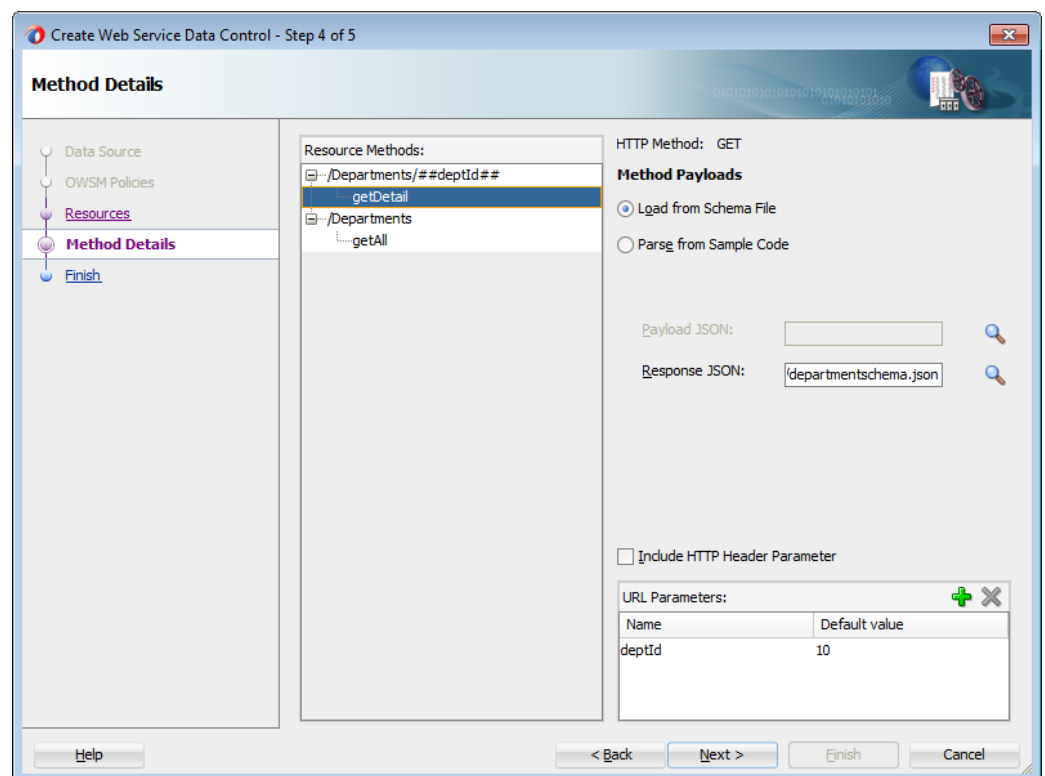 Create Web Service Data Control - Step 4 of 5
Method Details
Data Source
OWSM Policies
Resources
Method Details
Finish
Resource Methods:
/Departments/##deptId##
getDetail
/Departments
getAll
HTTP Method: GET
Method Payloads
Load from Schema File
Parse from Sample Code
Payload JSON:
Response JSON: /departmentschema.json
Include HTTP Header Parameter
URL Parameters:
Name Default value
deptId 10
Help
< Back Next > Finish Cancel